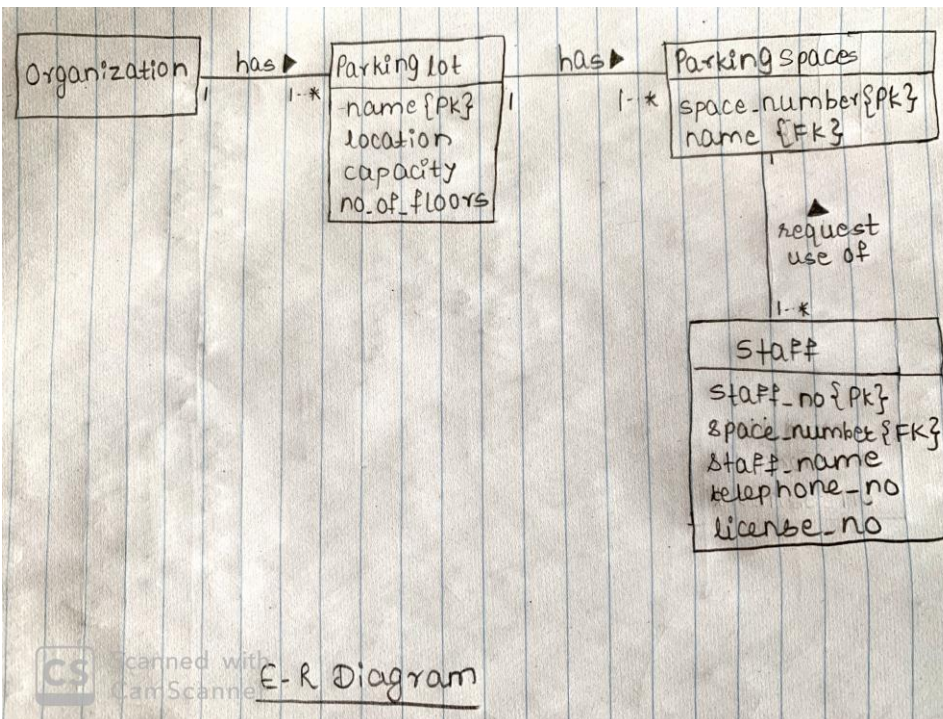 Organization
has ▶
1
1..*
Parking lot
name {PK}
location
capacity
no_of_floors
has ▶
1
1..*
Parking spaces
space_number {PK}
name {FK}
1
▲
request
use of
1..*
Staff
staff_no {PK}
space_number {FK}
staff_name
telephone_no
license_no
CS Scanned with
CamScanner
E-R Diagram